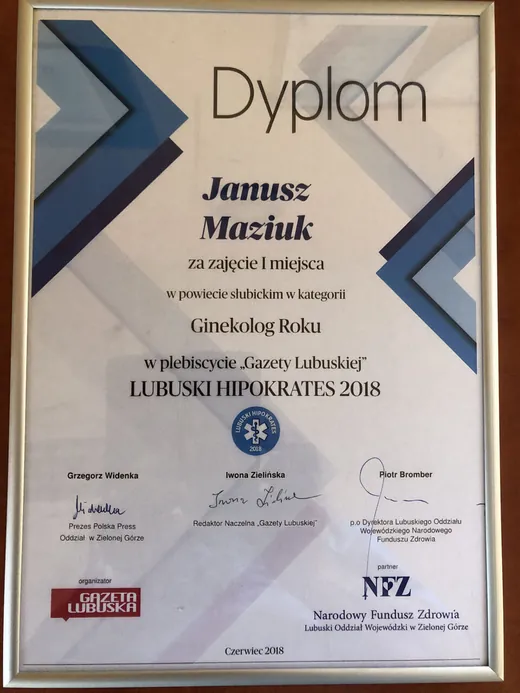 Dyplom
Janusz
Maziuk
za zajęcie I miejsca
w powiecie słubickim w kategorii
Ginekolog Roku
w plebiscycie „Gazety Lubuskiej”
LUBUSKI HIPOKRATES 2018
LUBUSKI HIPOKRATES
2018
Grzegorz Widenka
Prezes Polska Press
Oddział w Zielonej Górze
Iwona Zielińska
Iwona Zielińska
Redaktor Naczelna „Gazety Lubuskiej”
Piotr Bromber
p.o Dyrektora Lubuskiego Oddziału
Wojewódzkiego Narodowego
Funduszu Zdrowia
organizator
GAZETA
LUBUSKA
partner
NFZ
Narodowy Fundusz Zdrowia
Lubuski Oddział Wojewódzki w Zielonej Górze
Czerwiec 2018